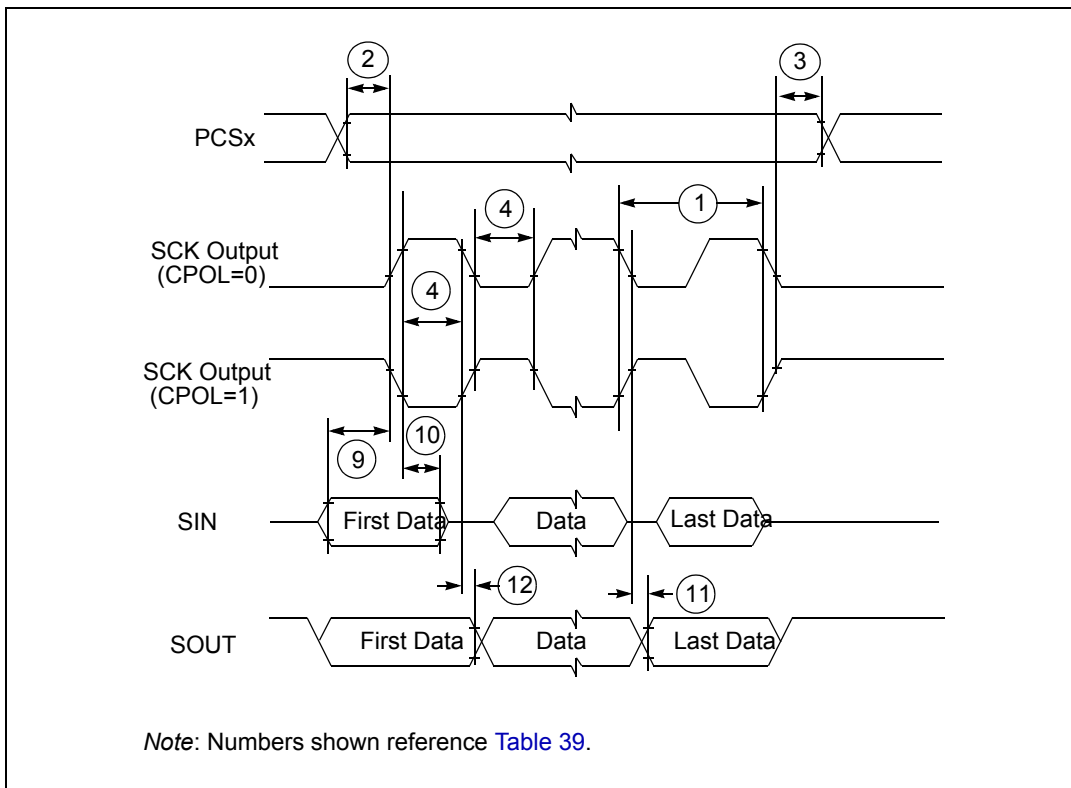 2
3
PCSx
4
1
SCK Output
(CPOL=0)
4
SCK Output
(CPOL=1)
9
10
SIN
First Data
Data
Last Data
12
11
SOUT
First Data
Data
Last Data
Note: Numbers shown reference Table 39.